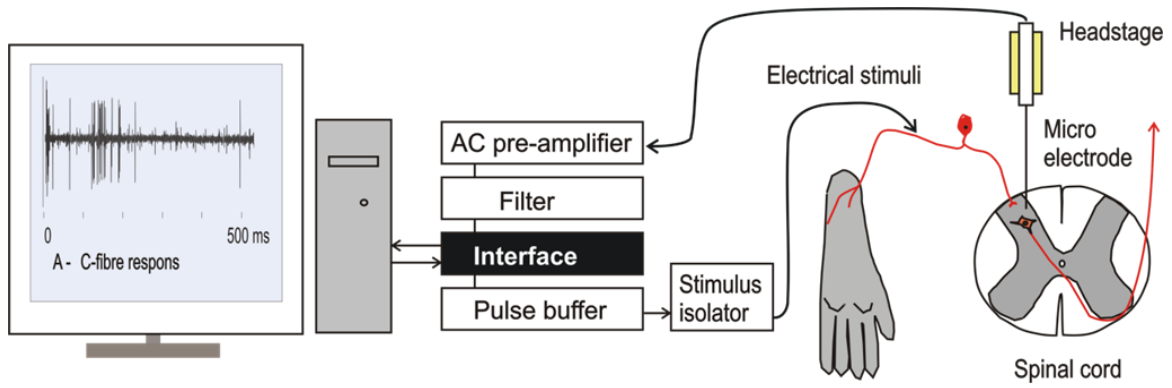 0
500 ms
A - C-fibre respons
AC pre-amplifier
Filter
Interface
Pulse buffer
Stimulus
isolator
Electrical stimuli
Headstage
Micro
electrode
Spinal cord